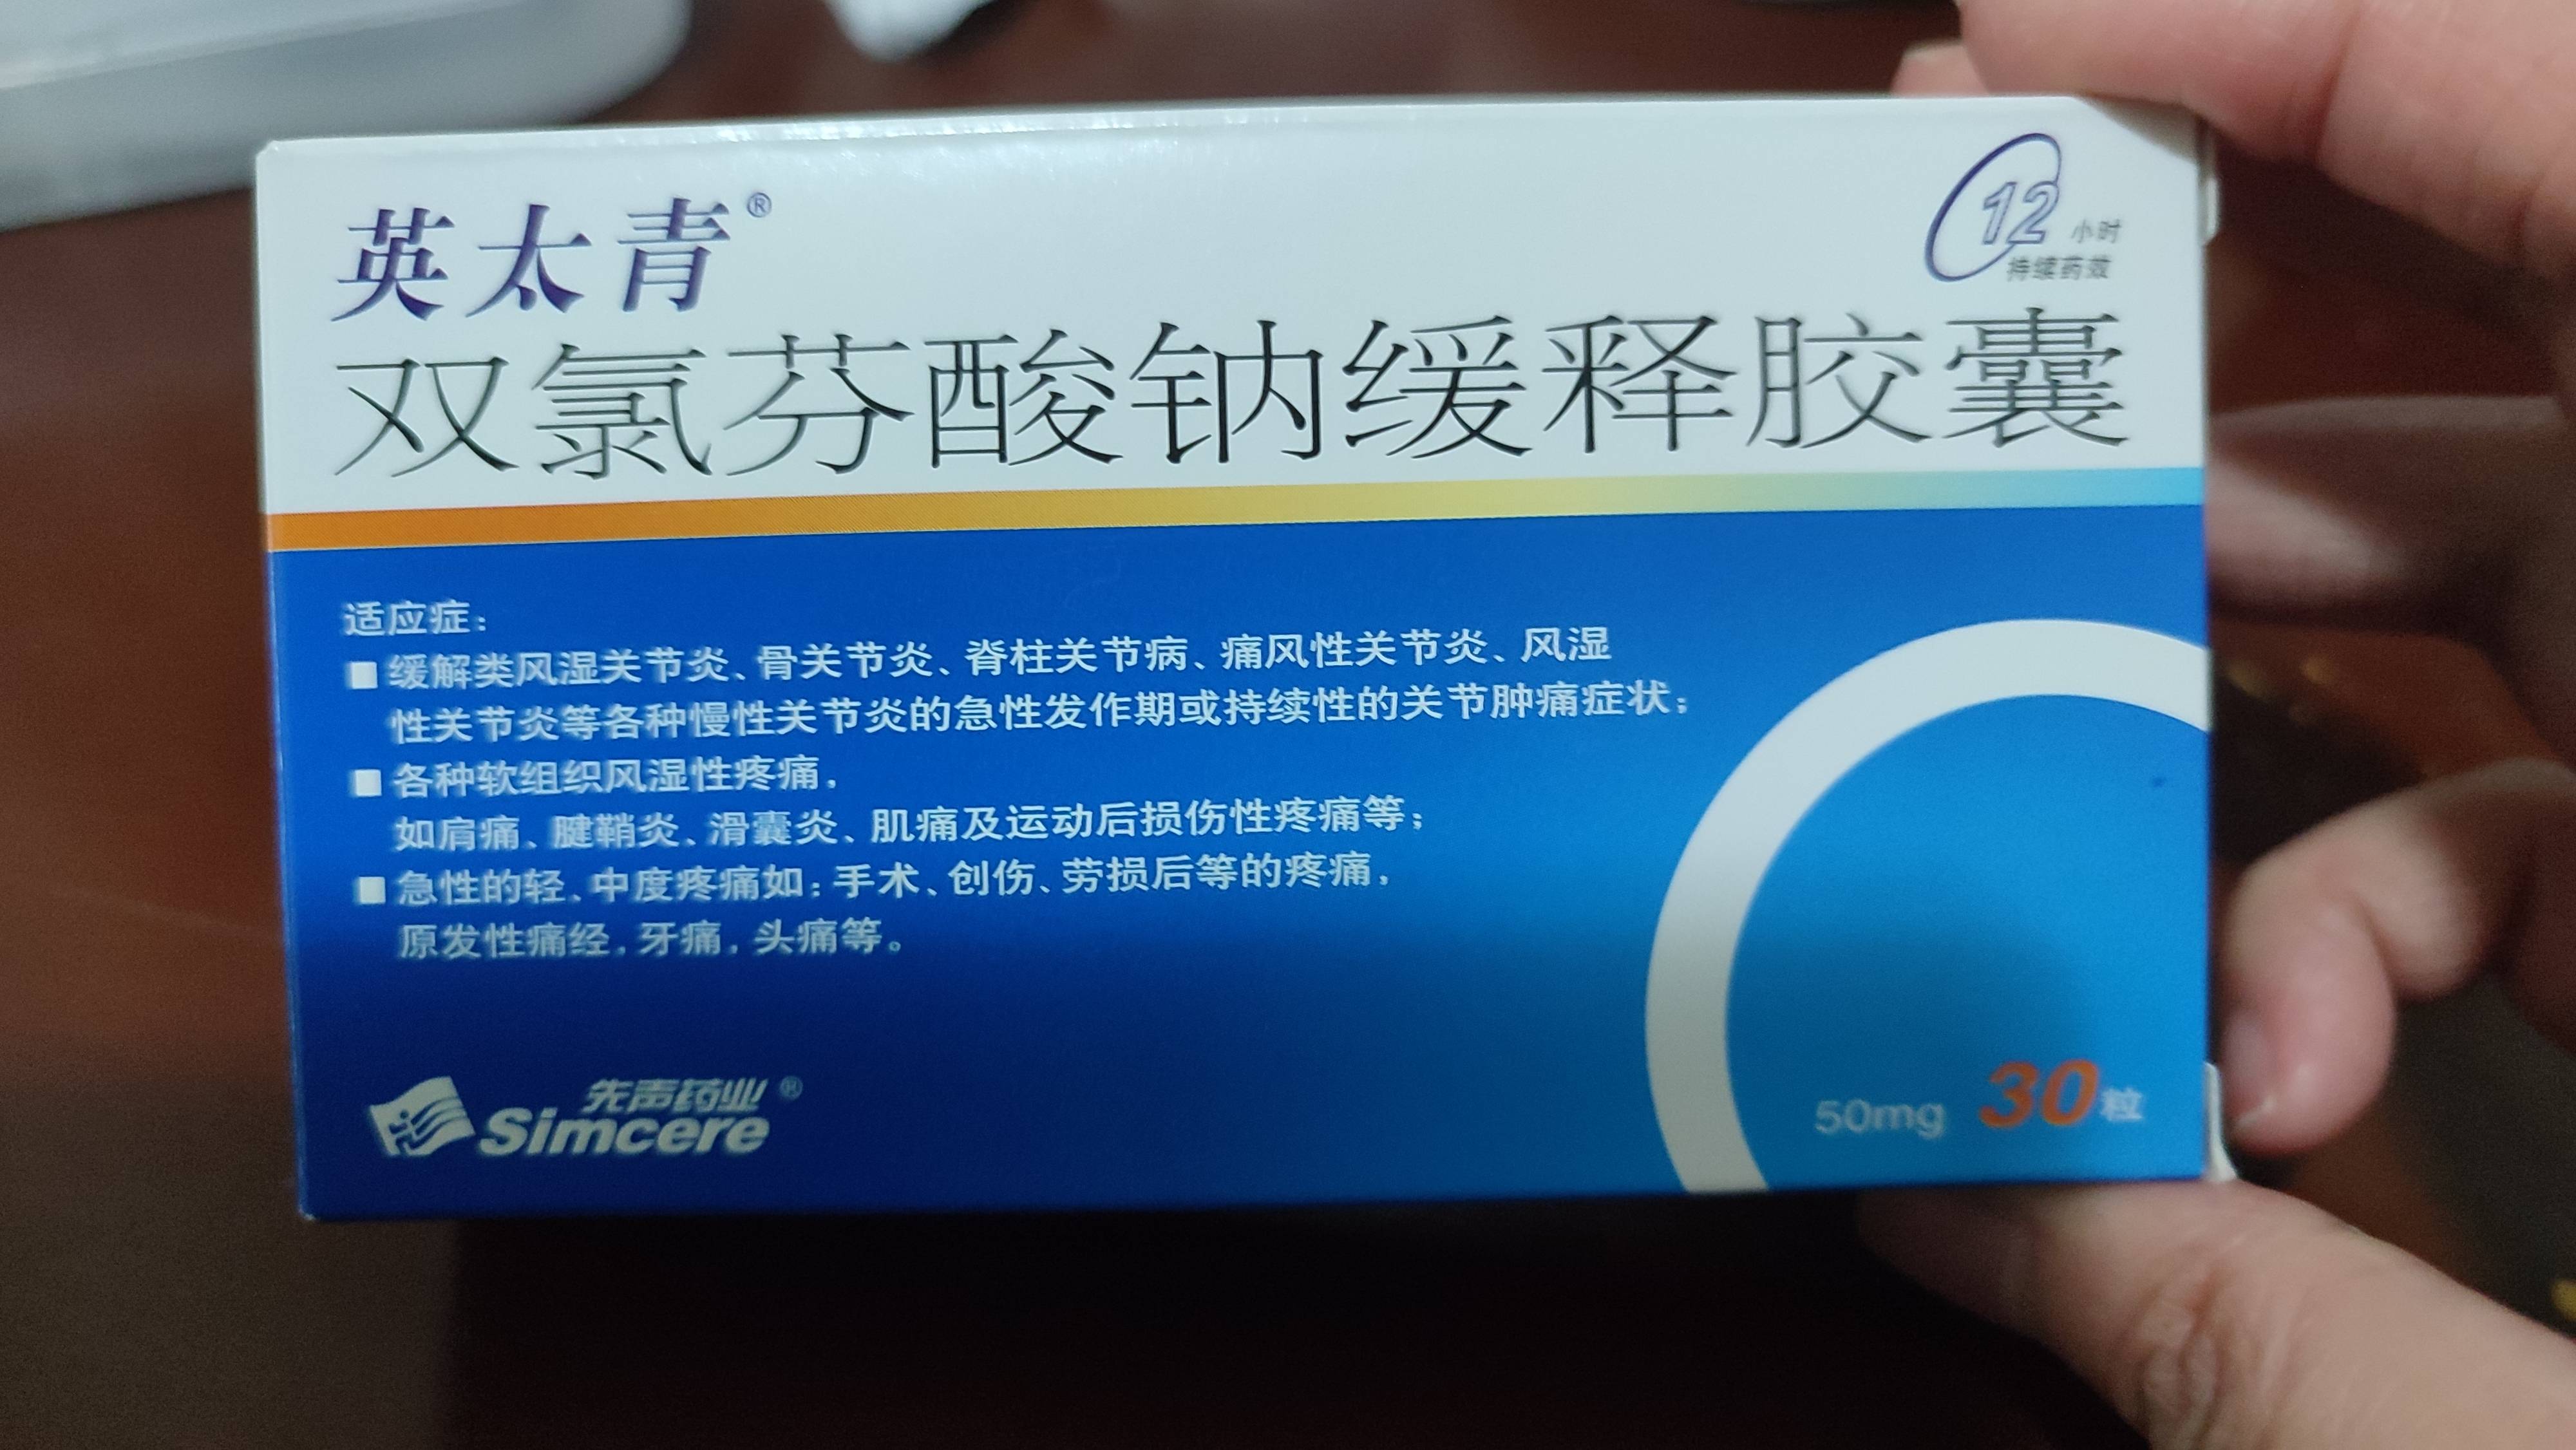 英太青®
12 小时
持续药效
双氯芬酸钠缓释胶囊
适应症：
■ 缓解类风湿关节炎、骨关节炎、脊柱关节病、痛风性关节炎、风湿
性关节炎等各种慢性关节炎的急性发作期或持续性的关节肿痛症状；
■ 各种软组织风湿性疼痛，
如肩痛、腱鞘炎、滑囊炎、肌痛及运动后损伤性疼痛等；
■ 急性的轻、中度疼痛如：手术、创伤、劳损后等的疼痛，
原发性痛经，牙痛，头痛等。
先声药业®
Simcere
50mg 30粒